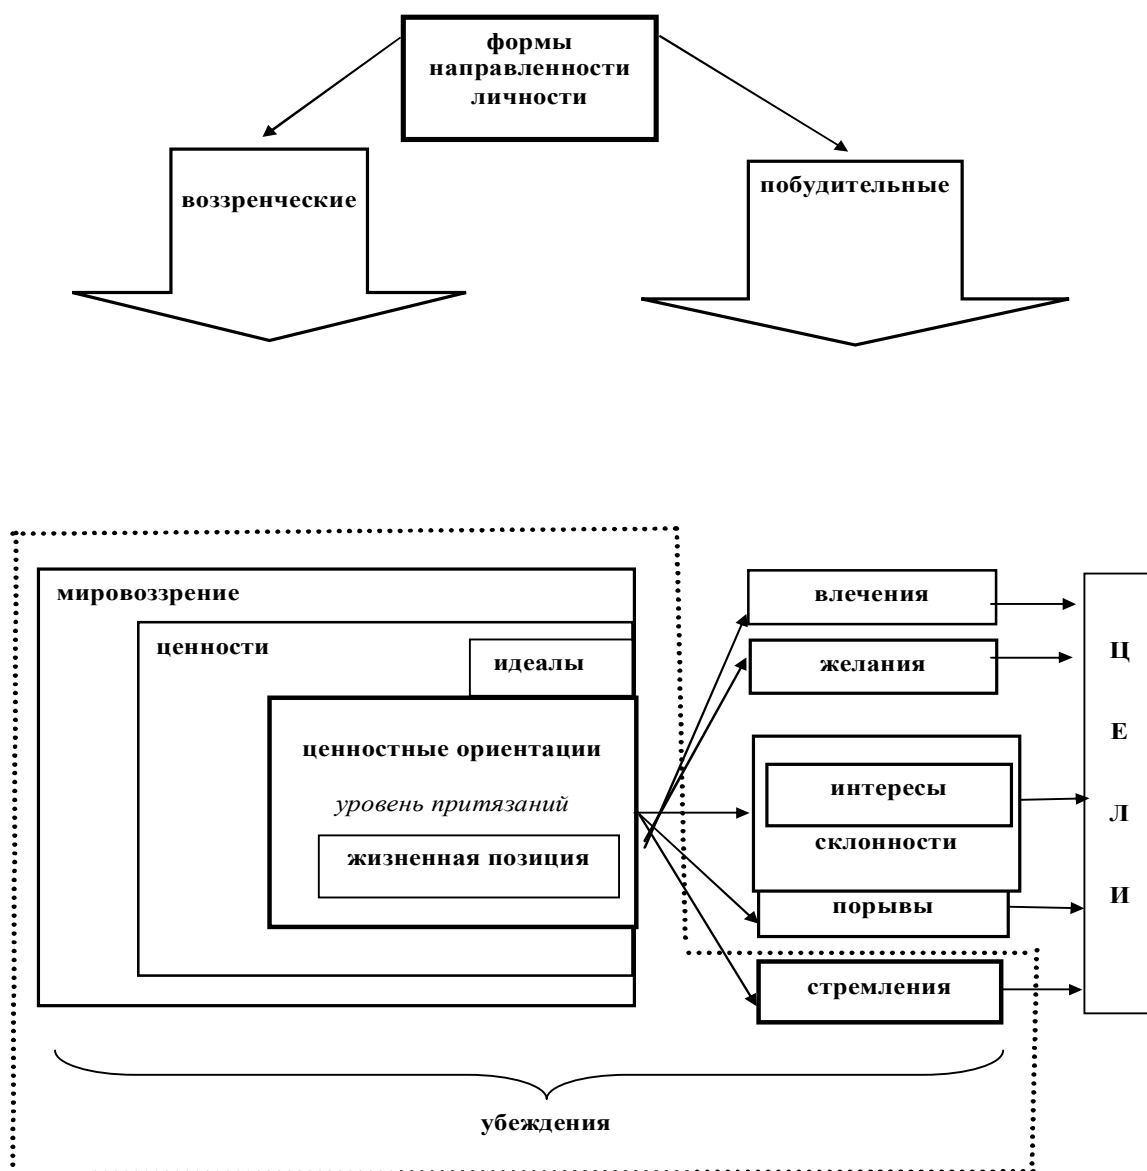 формы
направленности
личности
воззренческие
побудительные
мировоззрение
ценности
идеалы
ценностные ориентации
уровень притязаний
жизненная позиция
влечения
желания
интересы
склонности
порывы
стремления
Ц
Е
Л
И
убеждения